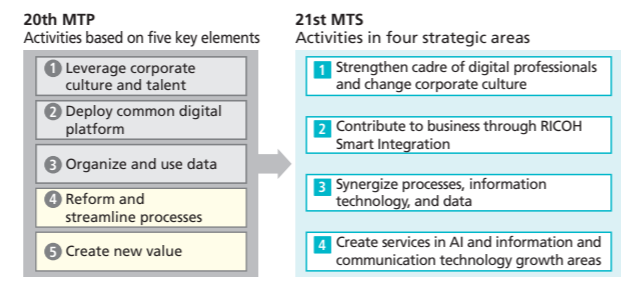 20th MTP
Activities based on five key elements
1 Leverage corporate
culture and talent
2 Deploy common digital
platform
3 Organize and use data
4 Reform and
streamline processes
5 Create new value
21st MTS
Activities in four strategic areas
1 Strengthen cadre of digital professionals
and change corporate culture
2 Contribute to business through RICOH
Smart Integration
3 Synergize processes, information
technology, and data
4 Create services in AI and information and
communication technology growth areas